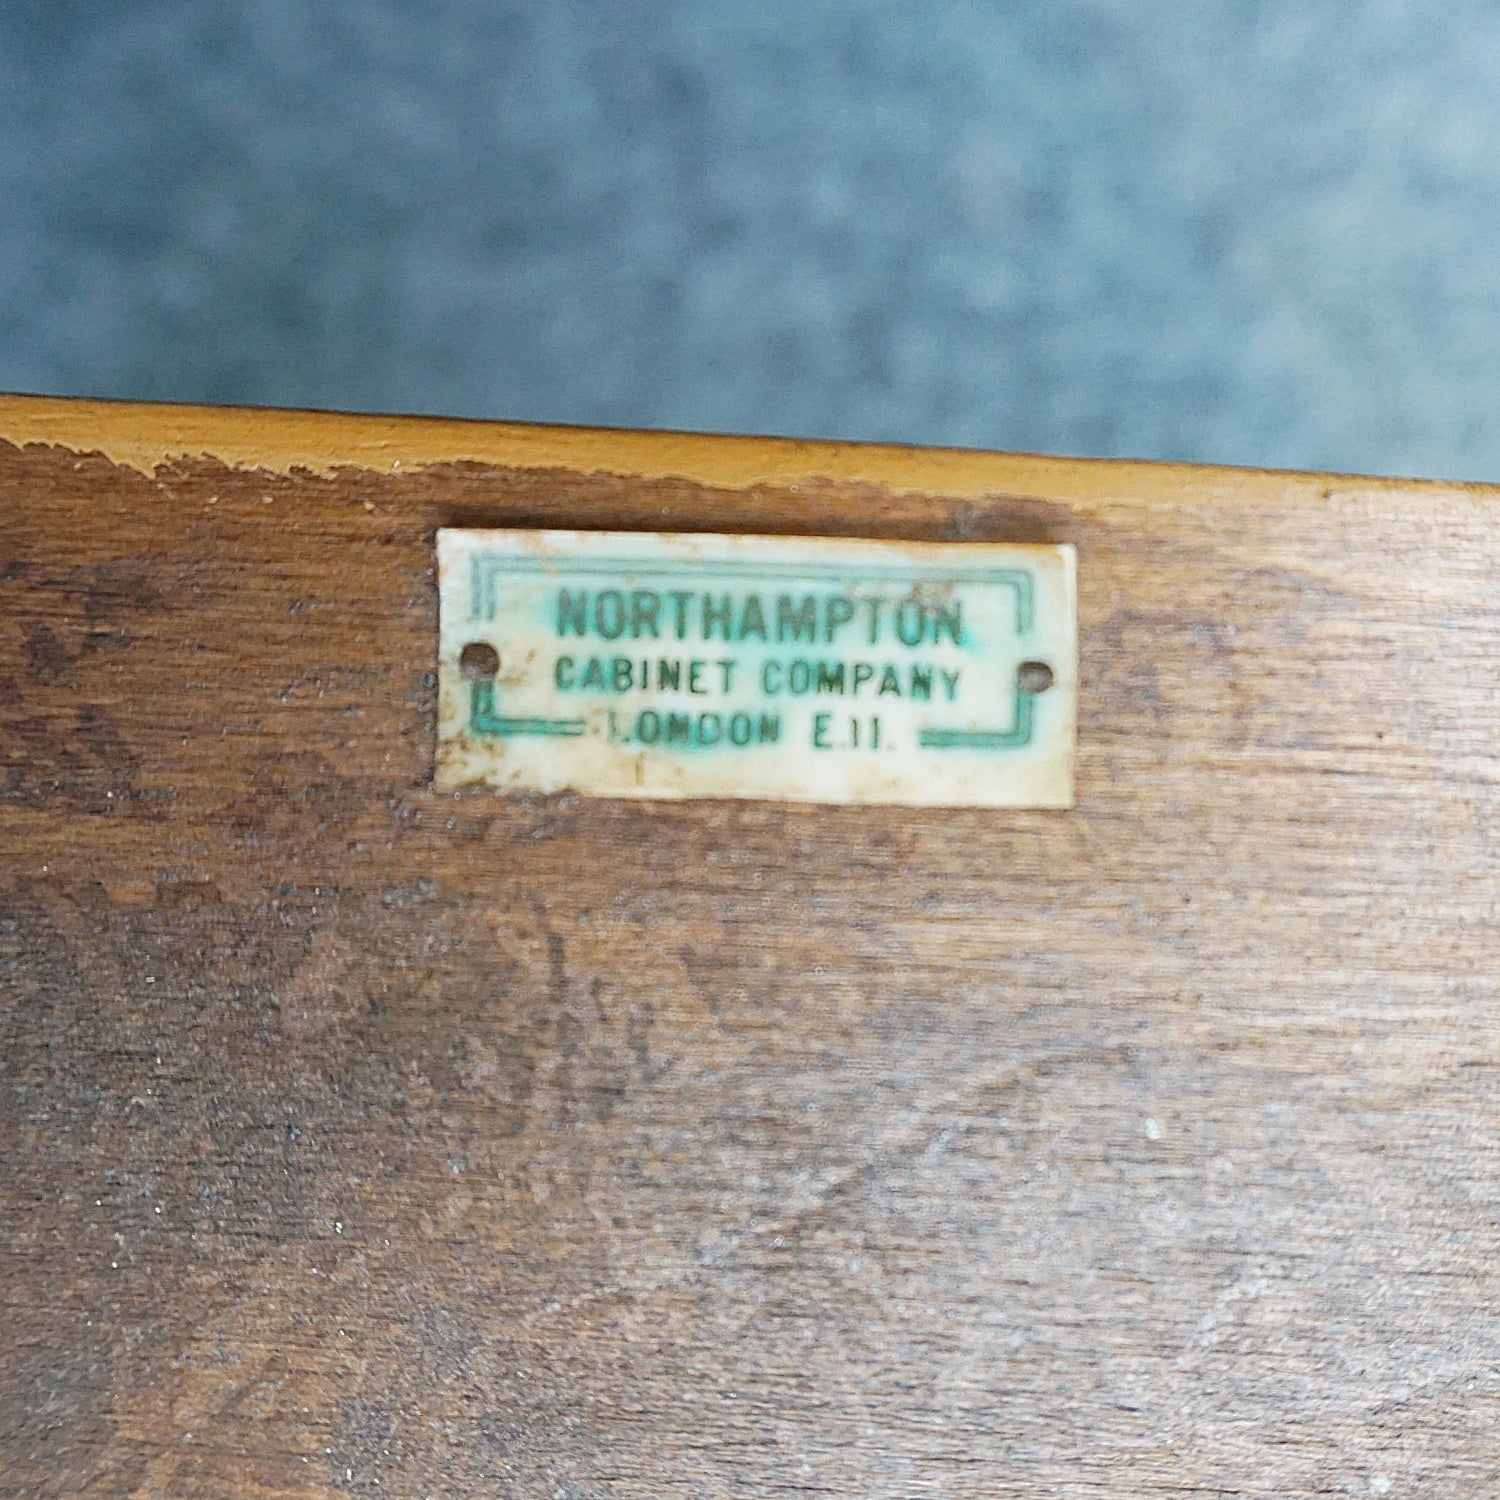 NORTHAMPTON
CABINET COMPANY
LONDON E.11.